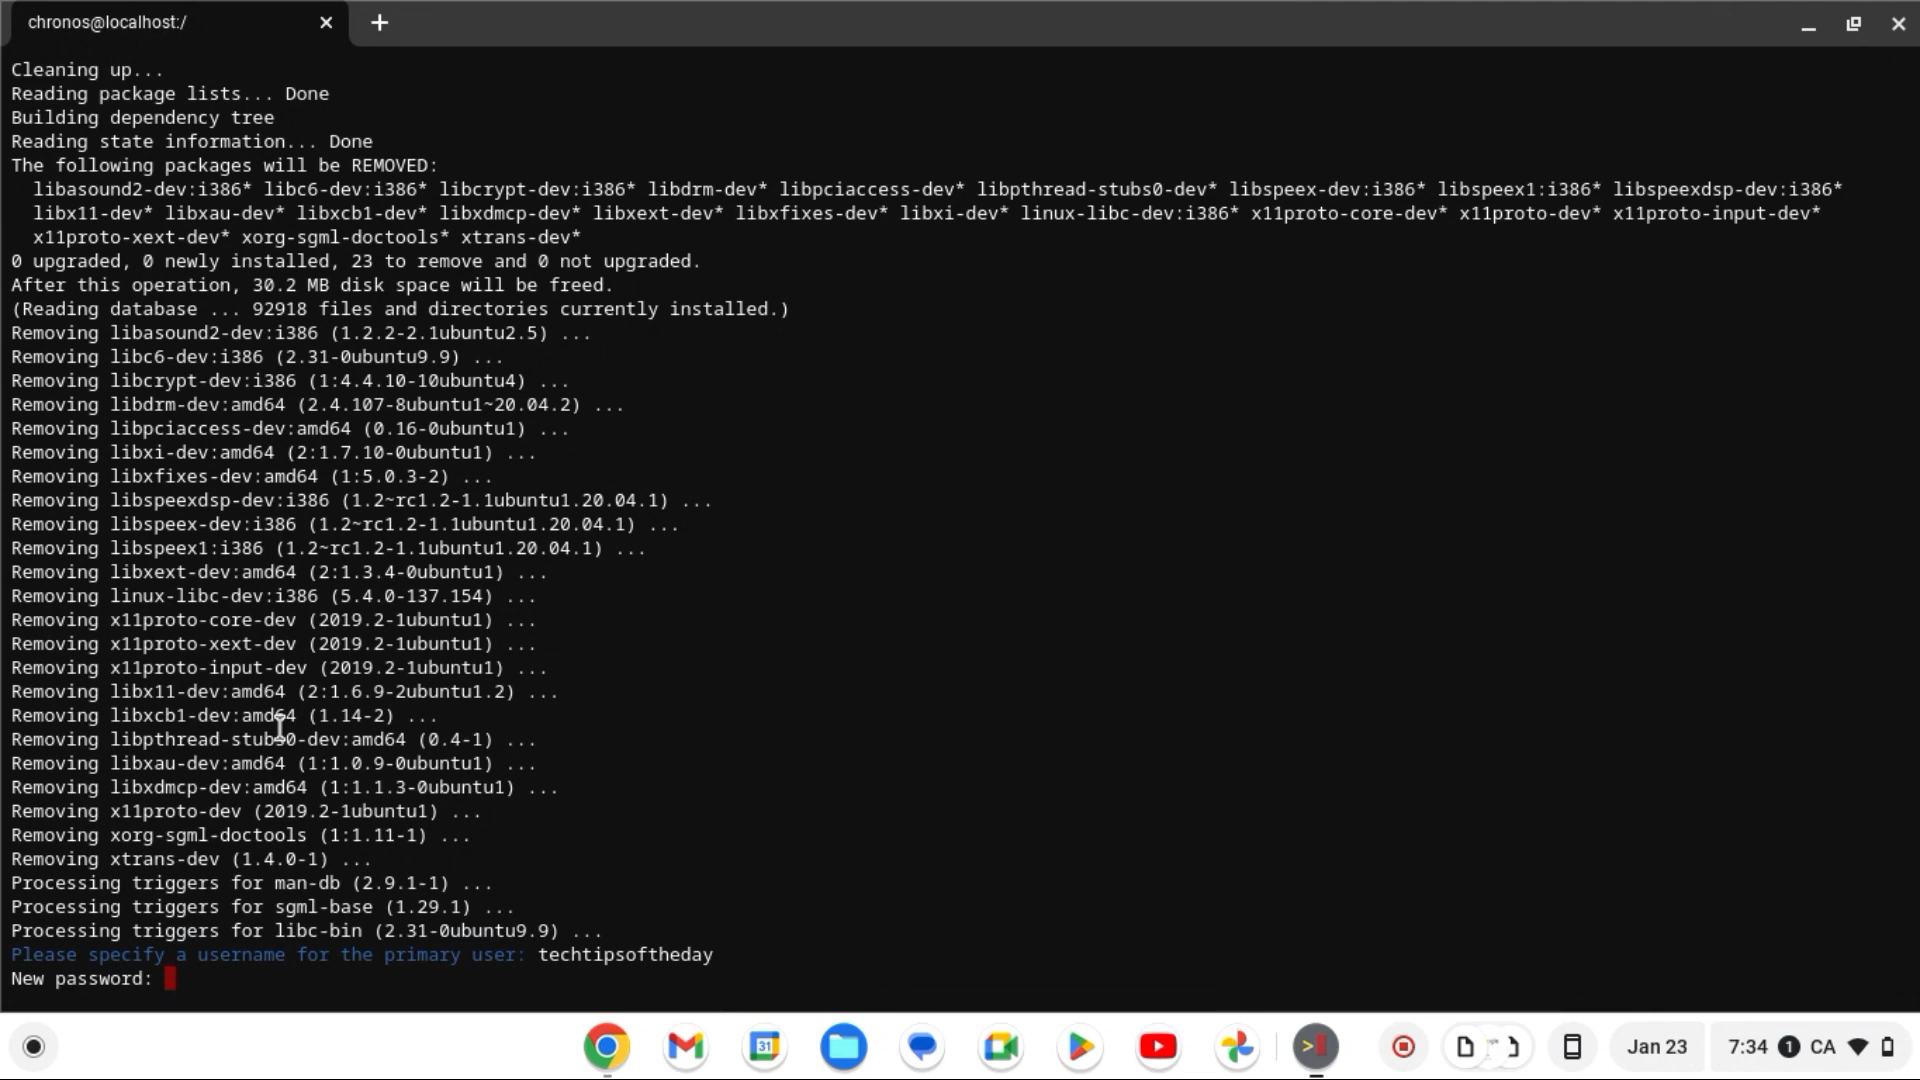 chronos@localhost:/
Cleaning up...
Reading package lists... Done
Building dependency tree
Reading state information... Done
The following packages will be REMOVED:
libasound2-dev:i386* libc6-dev:i386* libcrypt-dev:i386* libdrm-dev* libpciaccess-dev* libpthread-stubs0-dev* libspeex-dev:i386* libspeex1:i386* libspeexdsp-dev:i386*
libx11-dev* libxau-dev* libxcb1-dev* libxdmcp-dev* libxext-dev* libxfixes-dev* libxi-dev* linux-libc-dev:i386* x11proto-core-dev* x11proto-dev* x11proto-input-dev*
x11proto-xext-dev* xorg-sgml-doctools* xtrans-dev*
0 upgraded, 0 newly installed, 23 to remove and 0 not upgraded.
After this operation, 30.2 MB disk space will be freed.
(Reading database ... 92918 files and directories currently installed.)
Removing libasound2-dev:i386 (1.2.2-2.1ubuntu2.5) ...
Removing libc6-dev:i386 (2.31-0ubuntu9.9) ...
Removing libcrypt-dev:i386 (1:4.4.10-10ubuntu4) ...
Removing libdrm-dev:amd64 (2.4.107-8ubuntu1~20.04.2) ...
Removing libpciaccess-dev:amd64 (0.16-0ubuntu1) ...
Removing libxi-dev:amd64 (2:1.7.10-0ubuntu1) ...
Removing libxfixes-dev:amd64 (1:5.0.3-2) ...
Removing libspeexdsp-dev:i386 (1.2~rc1.2-1.1ubuntu1.20.04.1) ...
Removing libspeex-dev:i386 (1.2~rc1.2-1.1ubuntu1.20.04.1) ...
Removing libspeex1:i386 (1.2~rc1.2-1.1ubuntu1.20.04.1) ...
Removing libxext-dev:amd64 (2:1.3.4-0ubuntu1) ...
Removing linux-libc-dev:i386 (5.4.0-137.154) ...
Removing x11proto-core-dev (2019.2-1ubuntu1) ...
Removing x11proto-xext-dev (2019.2-1ubuntu1) ...
Removing x11proto-input-dev (2019.2-1ubuntu1) ...
Removing libx11-dev:amd64 (2:1.6.9-2ubuntu1.2) ...
Removing libxcb1-dev:amd64 (1.14-2) ...
Removing libpthread-stubs0-dev:amd64 (0.4-1) ...
Removing libxau-dev:amd64 (1:1.0.9-0ubuntu1) ...
Removing libxdmcp-dev:amd64 (1:1.1.3-0ubuntu1) ...
Removing x11proto-dev (2019.2-1ubuntu1) ...
Removing xorg-sgml-doctools (1:1.11-1) ...
Removing xtrans-dev (1.4.0-1) ...
Processing triggers for man-db (2.9.1-1) ...
Processing triggers for sgml-base (1.29.1) ...
Processing triggers for libc-bin (2.31-0ubuntu9.9) ...
Please specify a username for the primary user: techtipsoftheday
New password:
31
Jan 23 7:34 1 CA